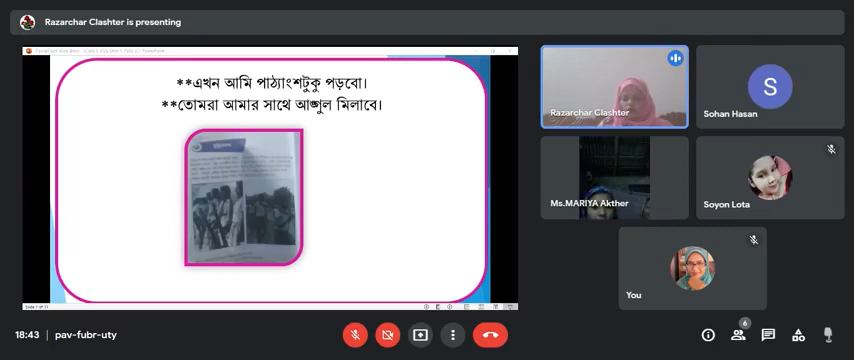 Razarchar Clashter is presenting
**এখন আমি পাঠ্যাংশটুকু পড়বো।
**তোমরা আমার সাথে আঙ্গুল মিলাবে।
Razarchar Clashter
S
Sohan Hasan
Ms.MARIYA Akther
Soyon Lota
You
6
18:43 | pav-fubr-uty